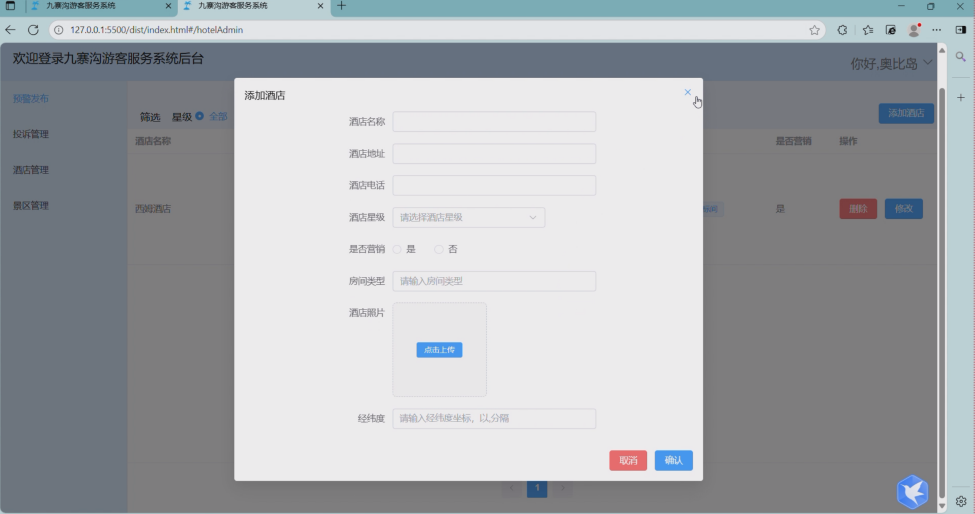 九寨沟游客服务系统
九寨沟游客服务系统
127.0.0.1:5500/dist/index.html#/hotelAdmin
欢迎登录九寨沟游客服务系统后台
你好,奥比岛
预警发布
投诉管理
酒店管理
景区管理
筛选 星级 全部
添加酒店
酒店名称
是否营销 操作
西姆酒店
是 删除 修改
添加酒店
酒店名称
酒店地址
酒店电话
酒店星级 请选择酒店星级
是否营销 是 否
房间类型 请输入房间类型
酒店照片
点击上传
经纬度 请输入经纬度坐标，以,分隔
取消 确认
1